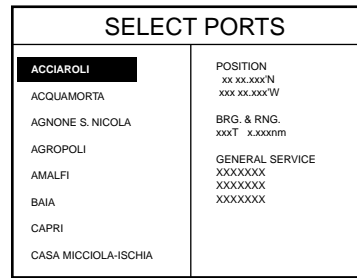 SELECT PORTS
ACCIAROLI
ACQUAMORTA
AGNONE S. NICOLA
AGROPOLI
AMALFI
BAIA
CAPRI
CASA MICCIOLA-ISCHIA
POSITION
xx xx.xxx'N
xxx xx.xxx'W
BRG. & RNG.
xxxT x.xxxnm
GENERAL SERVICE
XXXXXXX
XXXXXXX
XXXXXXX